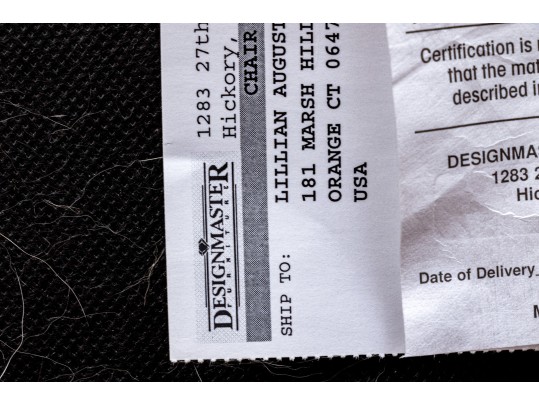 DESIGNMASTER
FURNITURE
1283 27th
Hickory,
CHAIR
SHIP TO:
LILLIAN AUGUST
181 MARSH HILL
ORANGE CT 0647
USA
Certification is
that the mat
described in
DESIGNMAS
1283 2
Hic
Date of Delivery